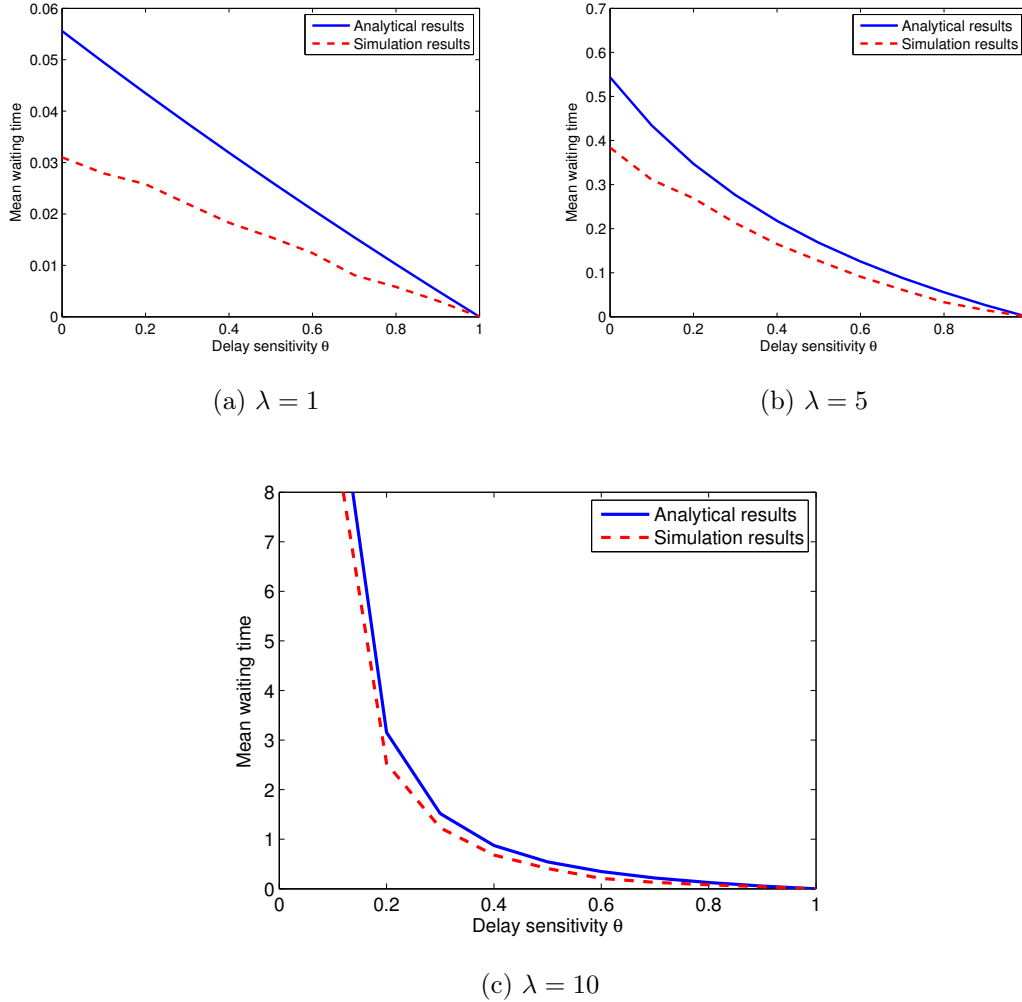 0.06
0.05
0.04
0.03
0.02
0.01
0
Mean waiting time
0 0.2 0.4 0.6 0.8 1
Delay sensitivity θ
Analytical results
Simulation results
(a) λ = 1
0.7
0.6
0.5
0.4
0.3
0.2
0.1
0
Mean waiting time
0 0.2 0.4 0.6 0.8
Delay sensitivity θ
Analytical results
Simulation results
(b) λ = 5
8
7
6
5
4
3
2
1
0
Mean waiting time
0 0.2 0.4 0.6 0.8 1
Delay sensitivity θ
Analytical results
Simulation results
(c) λ = 10